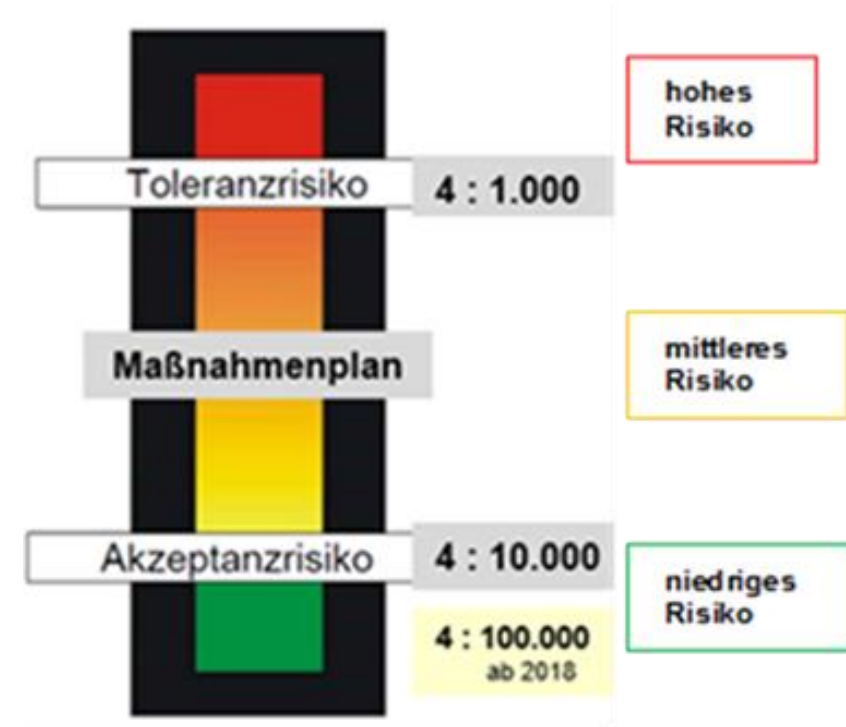 hohes
Risiko
Toleranzrisiko 4 : 1.000
mittleres
Risiko
Maßnahmenplan
Akzeptanzrisiko 4 : 10.000
niedriges
Risiko
4 : 100.000
ab 2018